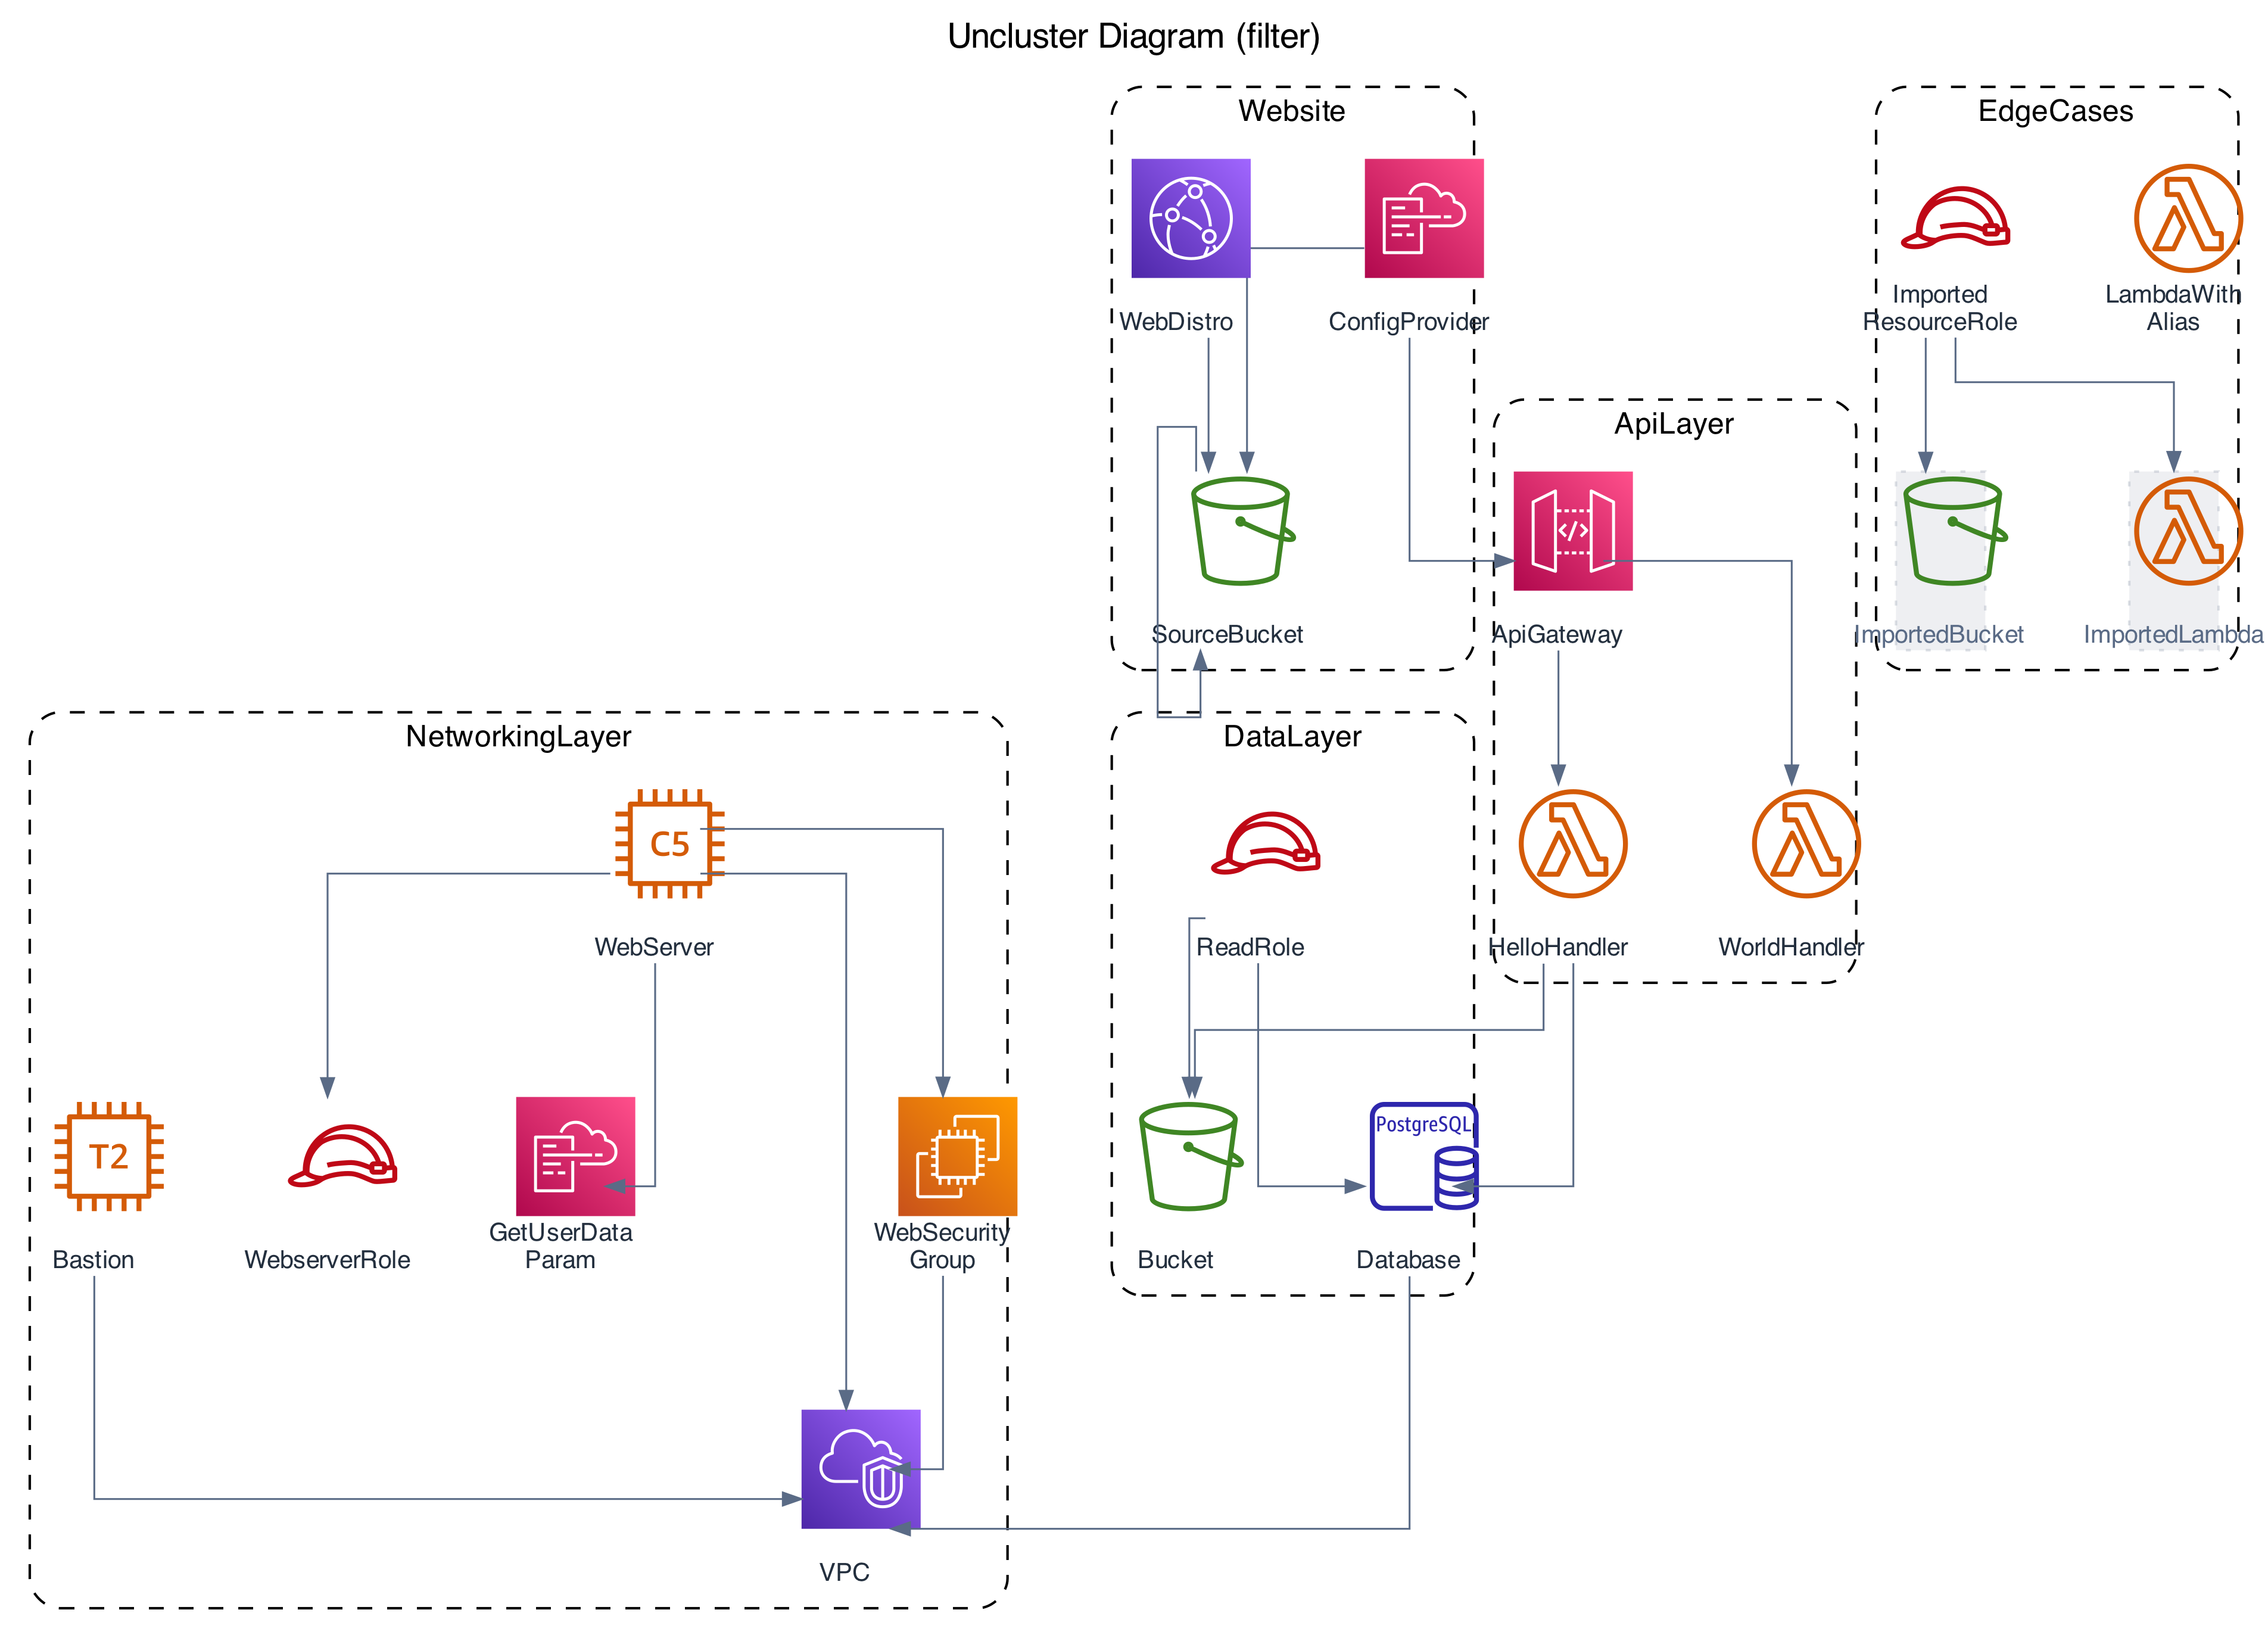 Uncluster Diagram (filter)
Website
EdgeCases
WebDistro
ConfigProvider
Imported
ResourceRole
LambdaWith
Alias
ApiLayer
</>
SourceBucket
ApiGateway
ImportedBucket
ImportedLambda
NetworkingLayer
DataLayer
C5
WebServer
ReadRole
HelloHandler
WorldHandler
T2
PostgreSQL
Bastion
WebserverRole
GetUserData
Param
WebSecurity
Group
Bucket
Database
VPC